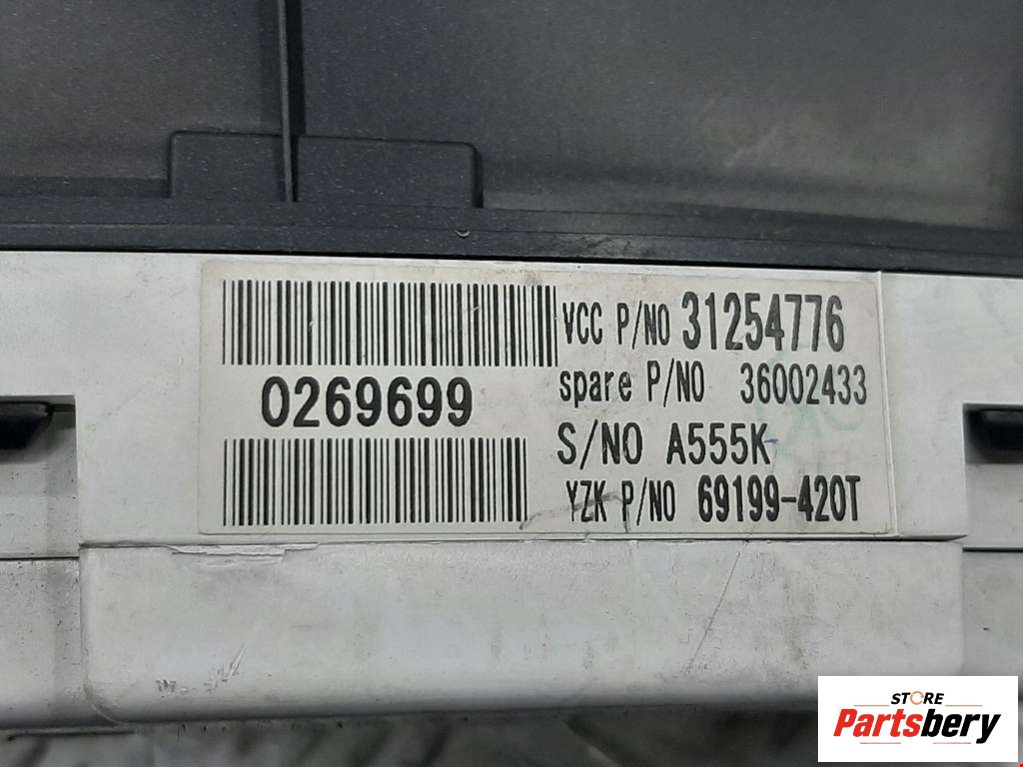 VCC P/NO 31254776
spare P/NO 36002433
0269699
S/NO A555K
YZK P/NO 69199-420T
STORE
Partsbery